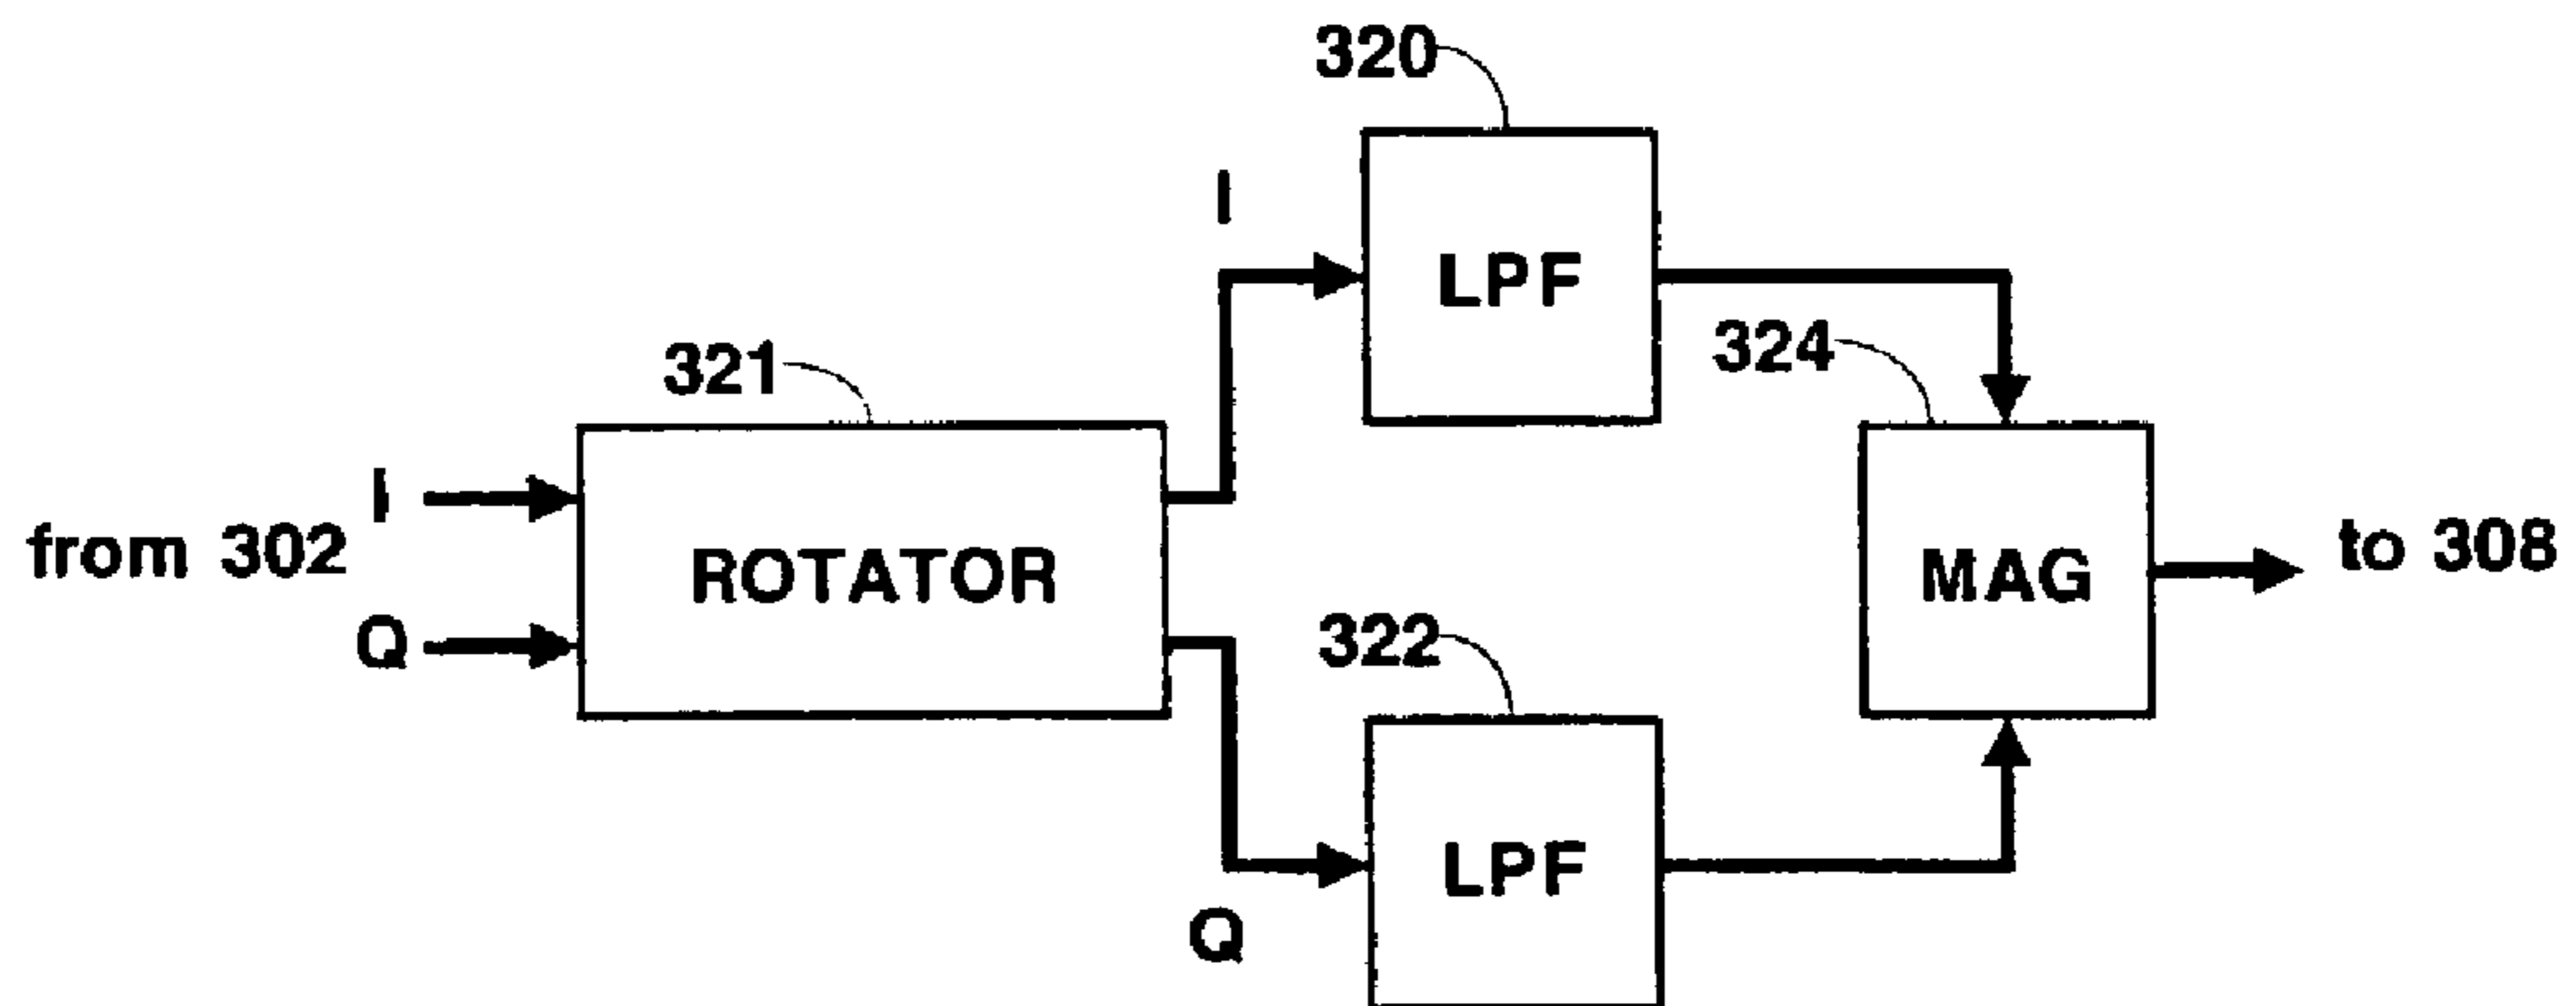 320
I
LPF
324
321
I
from 302
Q
ROTATOR
MAG
to 308
322
LPF
Q